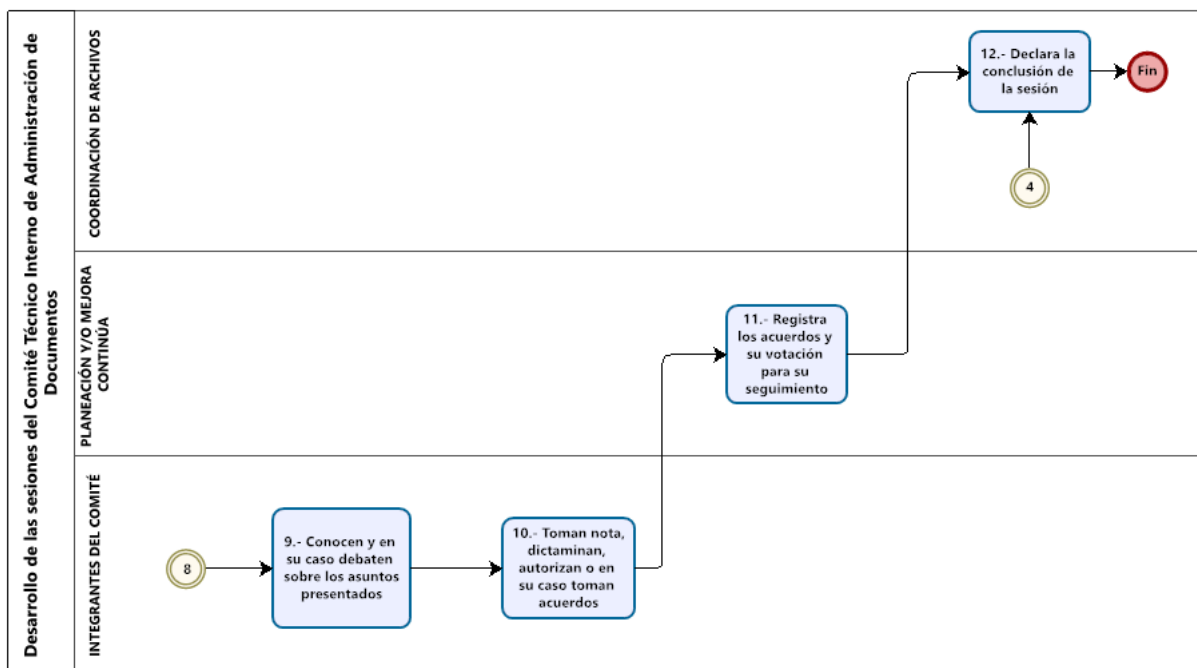 Desarrollo de las sesiones del Comité Técnico Interno de Administración de
Documentos
COORDINACIÓN DE ARCHIVOS
12.- Declara la
conclusión de
la sesión
Fin
4
PLANEACIÓN Y/O MEJORA
CONTINÚA
11.- Registra
los acuerdos y
su votación
para su
seguimiento
INTEGRANTES DEL COMITÉ
8
9.- Conocen y en
su caso debaten
sobre los asuntos
presentados
10.- Toman nota,
dictaminan,
autorizan o en
su caso toman
acuerdos